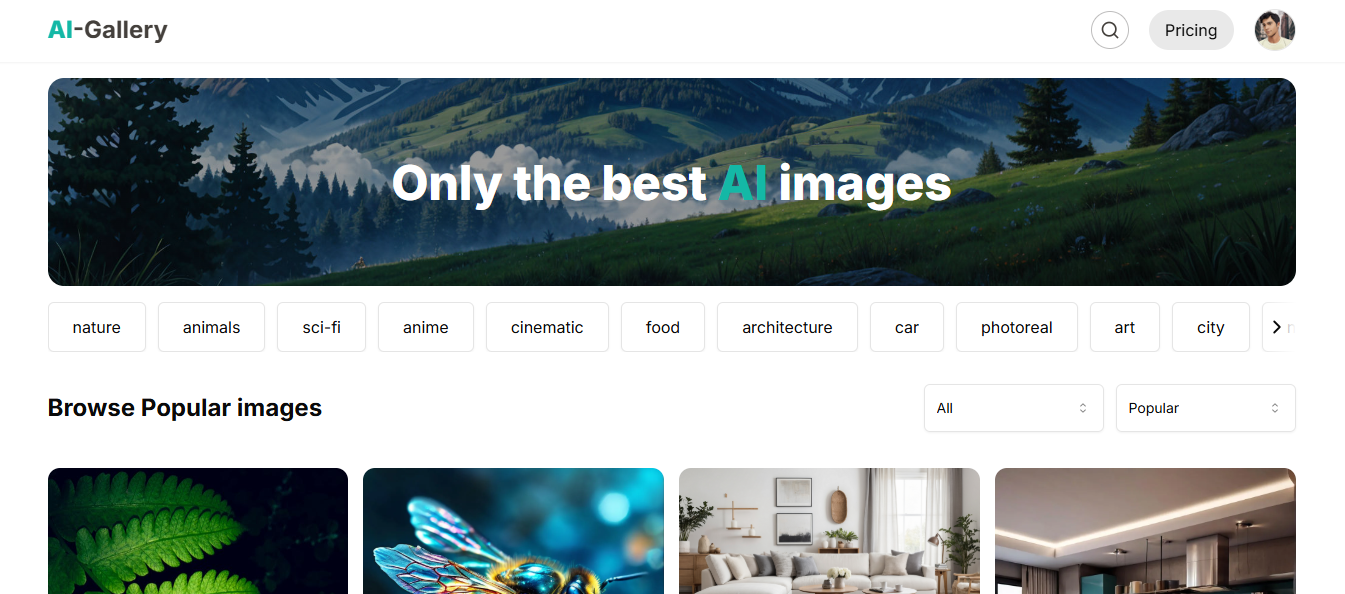 AI-Gallery
Pricing
Only the best AI images
nature animals sci-fi anime cinematic food architecture car photoreal art city
Browse Popular images
All
Popular